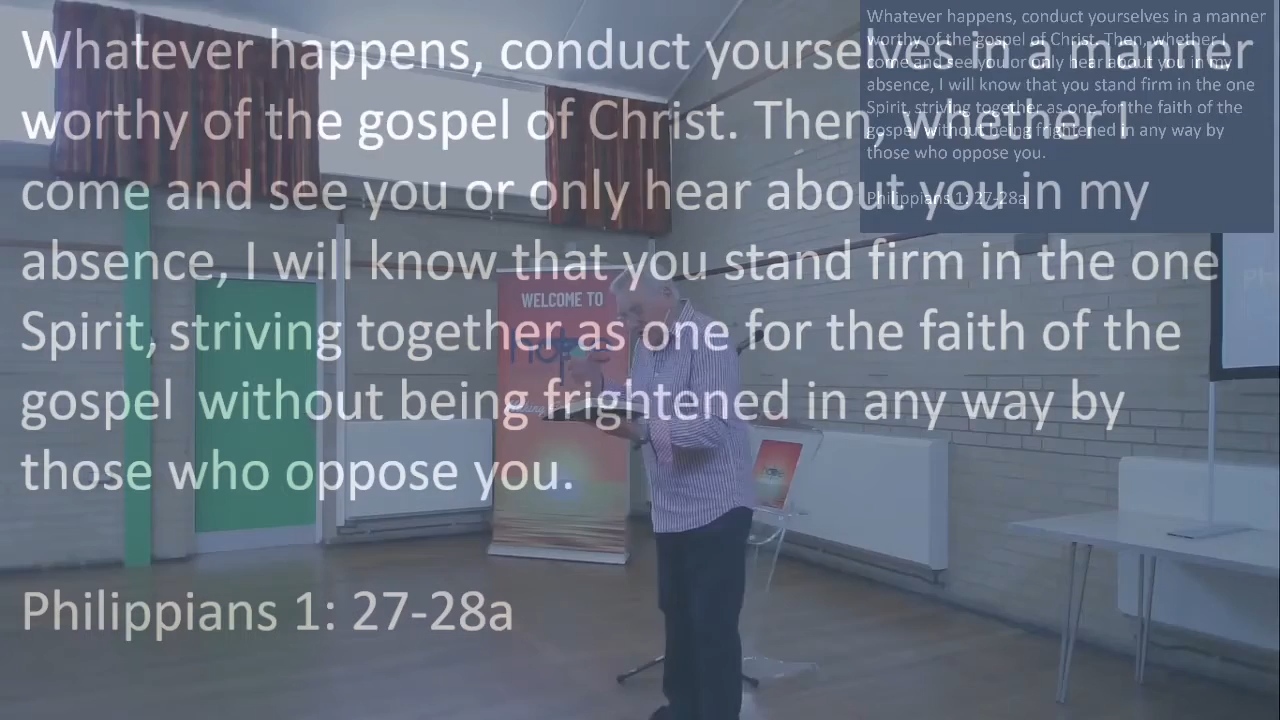 Whatever happens, conduct yourselves in a manner
worthy of the gospel of Christ. Then, whether I
come and see you or only hear about you in my
absence, I will know that you stand firm in the one
Spirit, striving together as one for the faith of the
gospel  without being frightened in any way by
those who oppose you.
Philippians 1: 27-28a
Whatever happens, conduct yourselves in a manner
worthy of the gospel of Christ. Then, whether I
come and see you or only hear about you in my
absence, I will know that you stand firm in the one
Spirit, striving together as one for the faith of the
gospel without being frightened in any way by
those who oppose you.
Philippians 1: 27-28a
WELCOME TO
hope